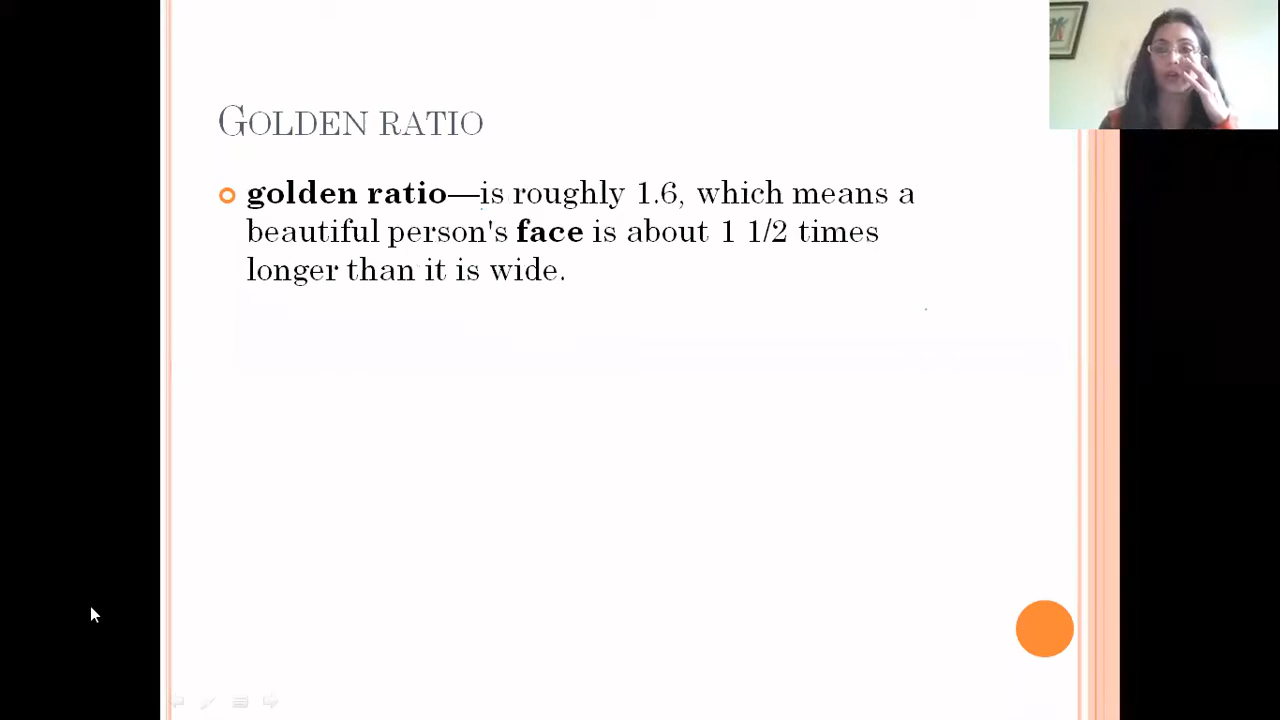 GOLDEN RATIO
golden ratio—is roughly 1.6, which means a
beautiful person's face is about 1 1/2 times
longer than it is wide.